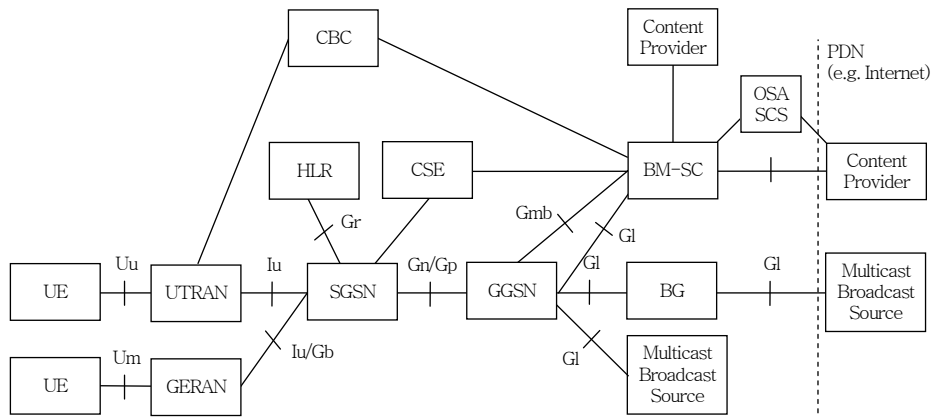 CBC
Content
Provider
PDN
(e.g. Internet)
OSA
SCS
HLR
CSE
BM-SC
Content
Provider
Gr
Gmb
Gl
Uu
Iu
Gn/Gp
Gl
Gl
UE
UTRAN
SGSN
GGSN
BG
Multicast
Broadcast
Source
Iu/Gb
Gl
Um
UE
GERAN
Multicast
Broadcast
Source